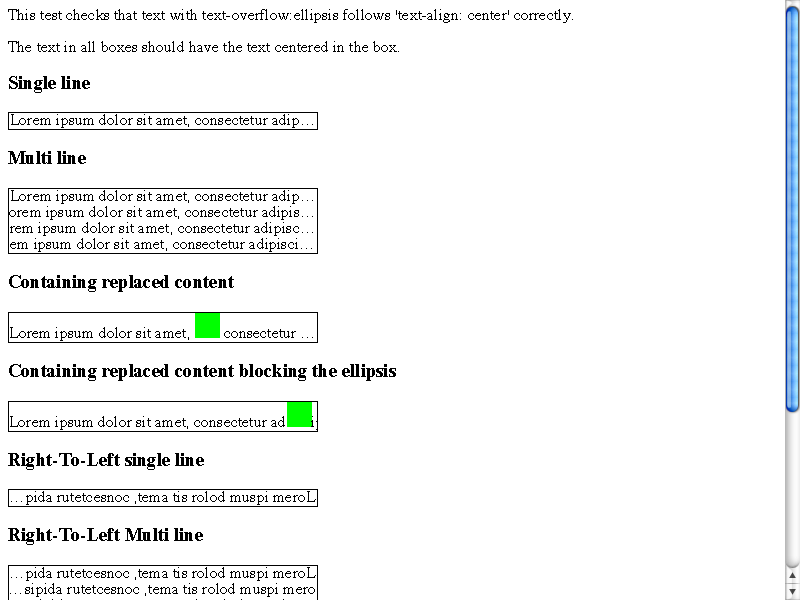 This test checks that text with text-overflow:ellipsis follows 'text-align: center' correctly.
The text in all boxes should have the text centered in the box.
Single line
Lorem ipsum dolor sit amet, consectetur adip…
Multi line
Lorem ipsum dolor sit amet, consectetur adip…
orem ipsum dolor sit amet, consectetur adipis…
rem ipsum dolor sit amet, consectetur adipisc…
em ipsum dolor sit amet, consectetur adipisci…
Containing replaced content
Lorem ipsum dolor sit amet, consectetur …
Containing replaced content blocking the ellipsis
Lorem ipsum dolor sit amet, consectetur ad i
Right-To-Left single line
…pida rutetcesnoc ,tema tis rolod muspi meroL
Right-To-Left Multi line
…pida rutetcesnoc ,tema tis rolod muspi meroL
…sipida rutetcesnoc ,tema tis rolod muspi mero